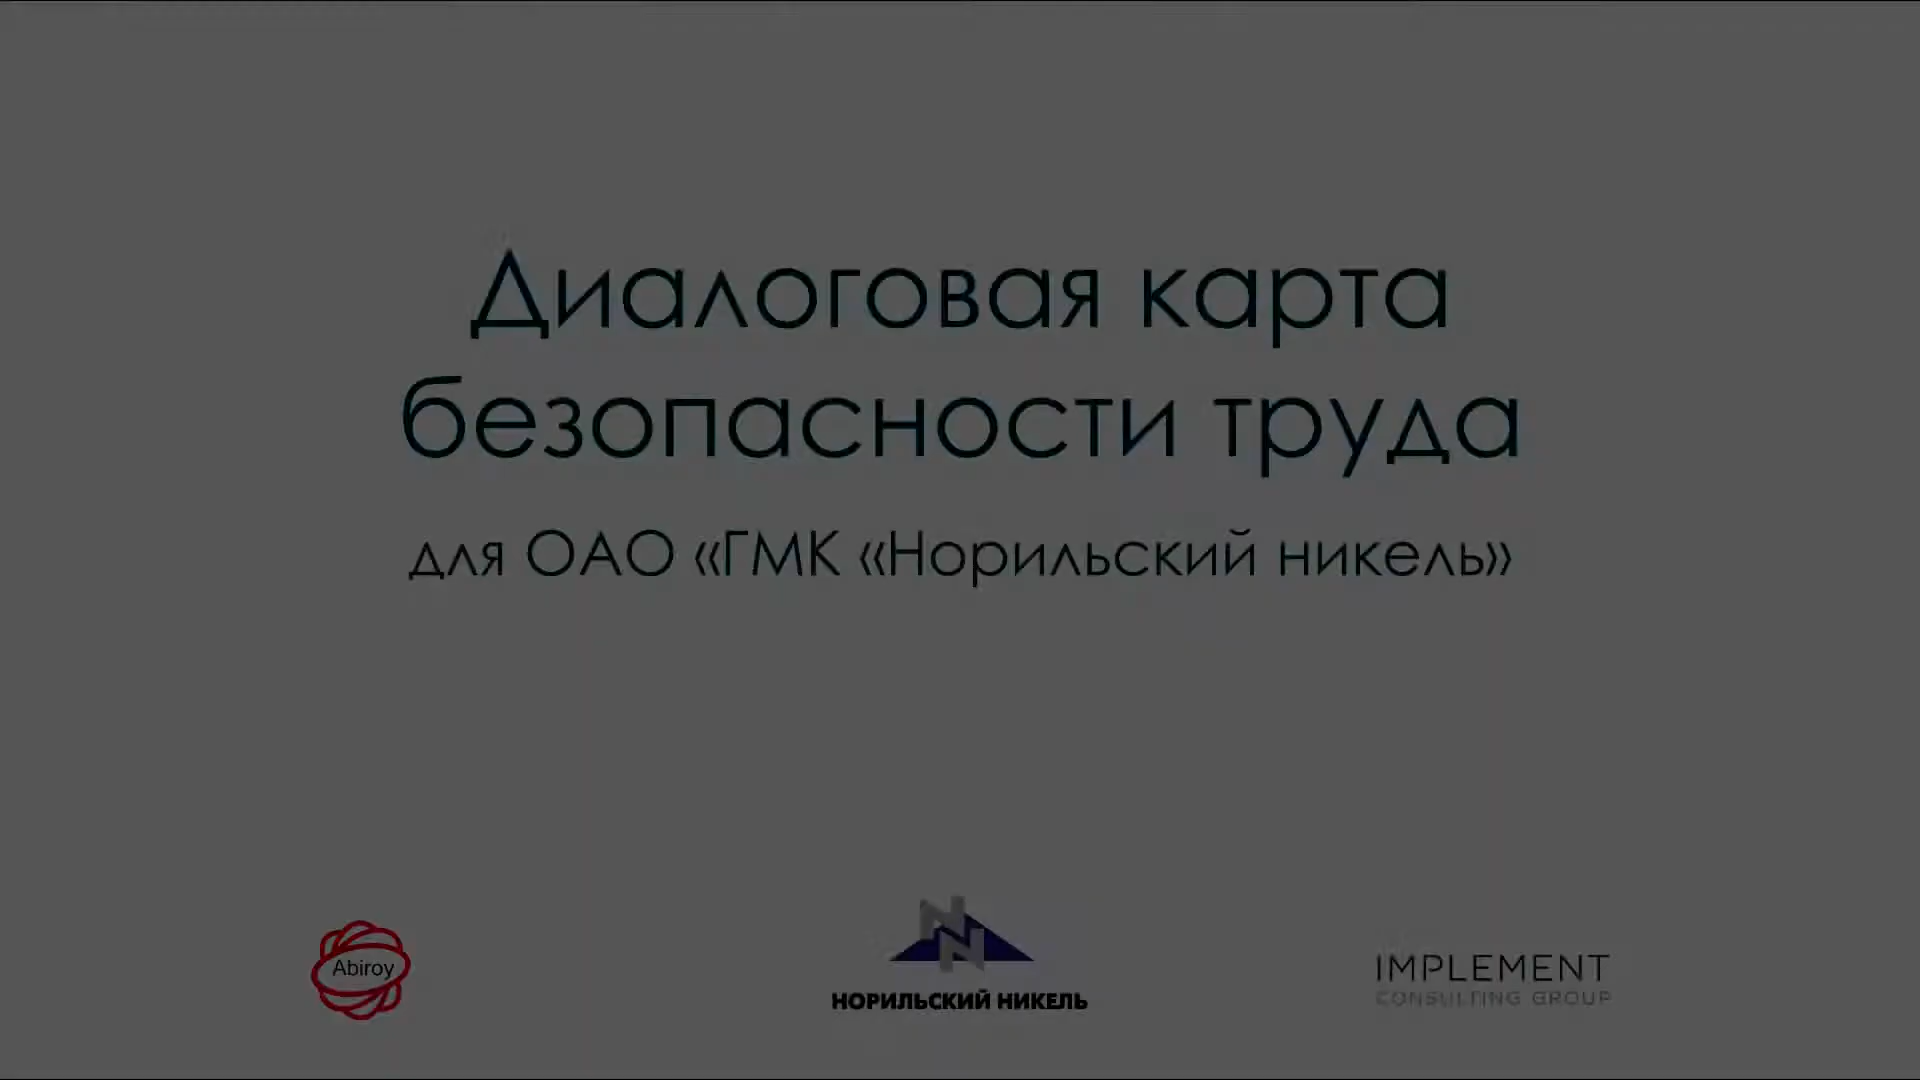 Диалоговая карта
безопасности труда
для ОАО «ГМК «Норильский никель»
Abiroy
НОРИЛЬСКИЙ НИКЕЛЬ
IMPLEMENT
CONSULTING GROUP